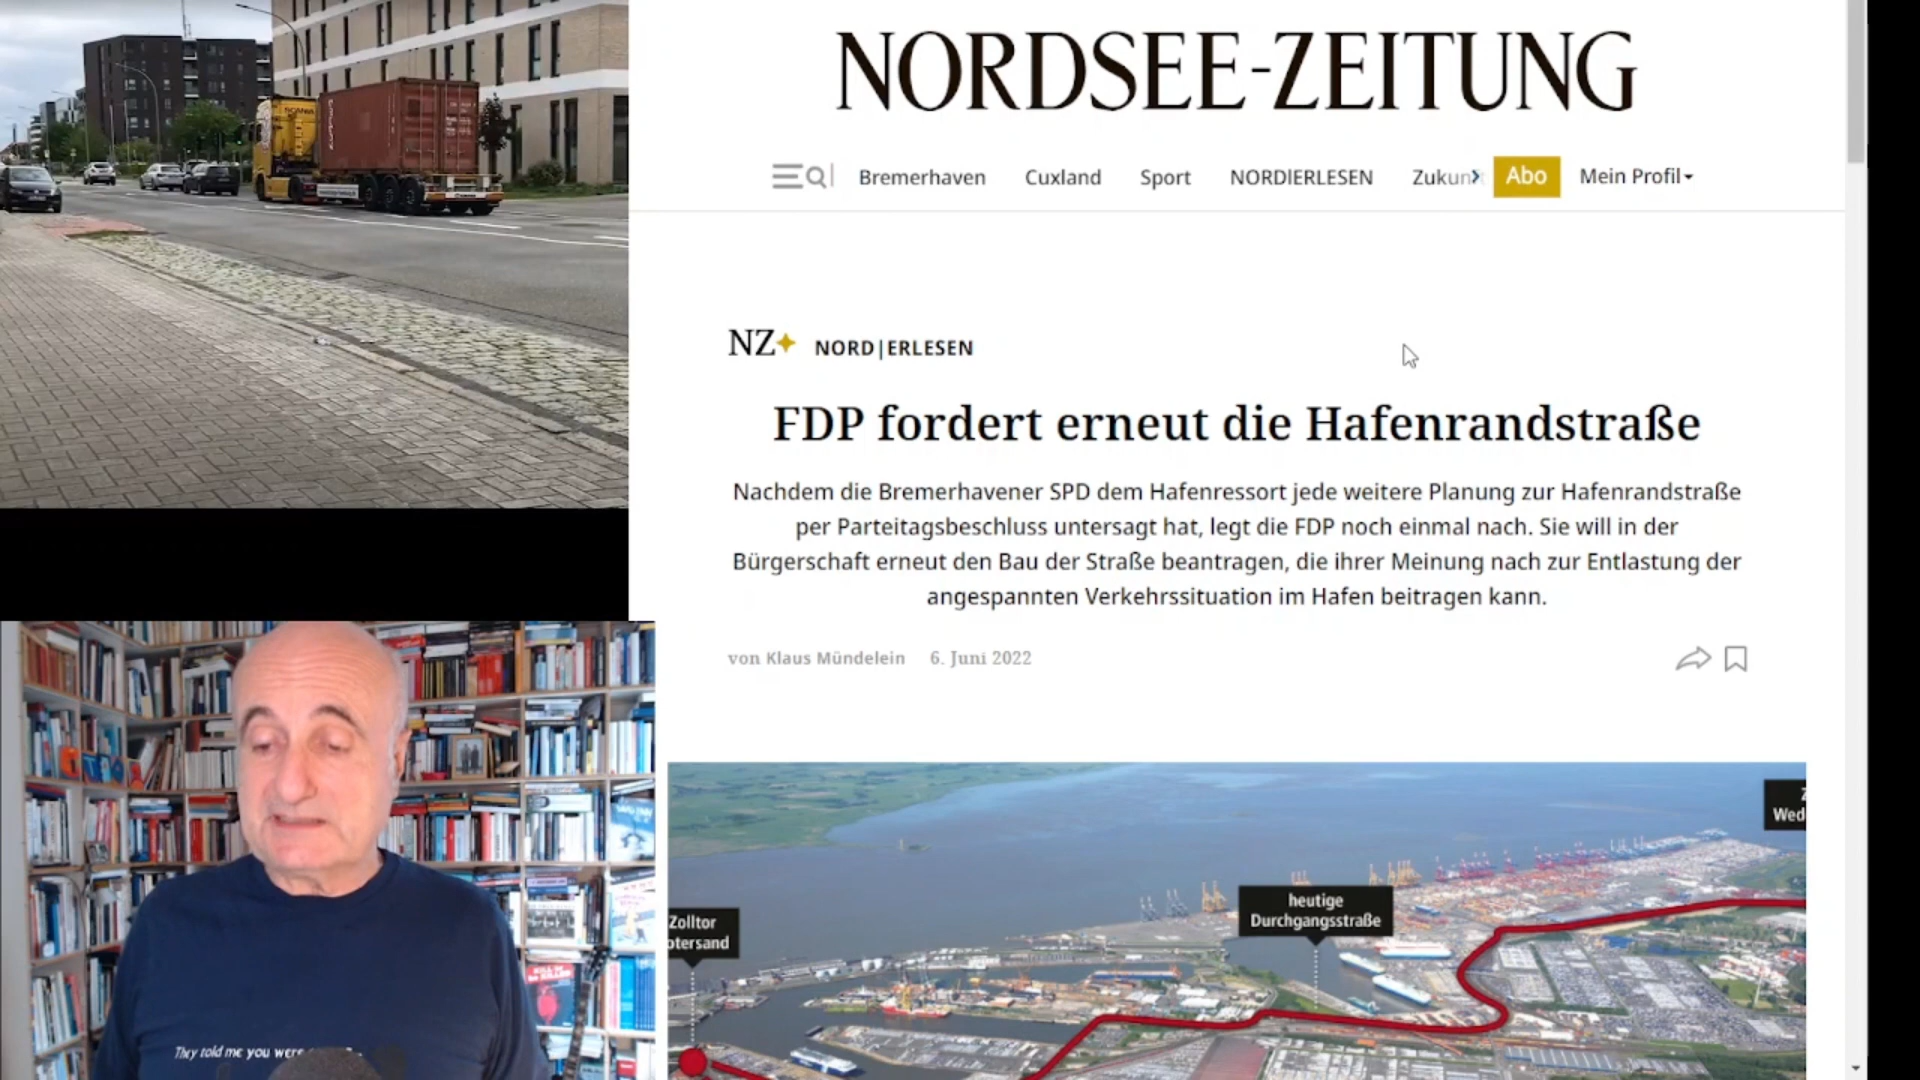 SCANIA
NORDSEE-ZEITUNG
Bremerhaven
Cuxland
Sport
NORD|ERLESEN
Abo
Mein Profil
NZ
NORD|ERLESEN
FDP fordert erneut die Hafenrandstraße
Nachdem die Bremerhavener SPD dem Hafenressort jede weitere Planung zur Hafenrandstraße
per Parteitagsbeschluss untersagt hat, legt die FDP noch einmal nach. Sie will in der
Bürgerschaft erneut den Bau der Straße beantragen, die ihrer Meinung nach zur Entlastung der
angespannten Verkehrssituation im Hafen beitragen kann.
von Klaus Mündelein
6. Juni 2022
Zolltor
heutige
Durchgangsstraße
They told me you were